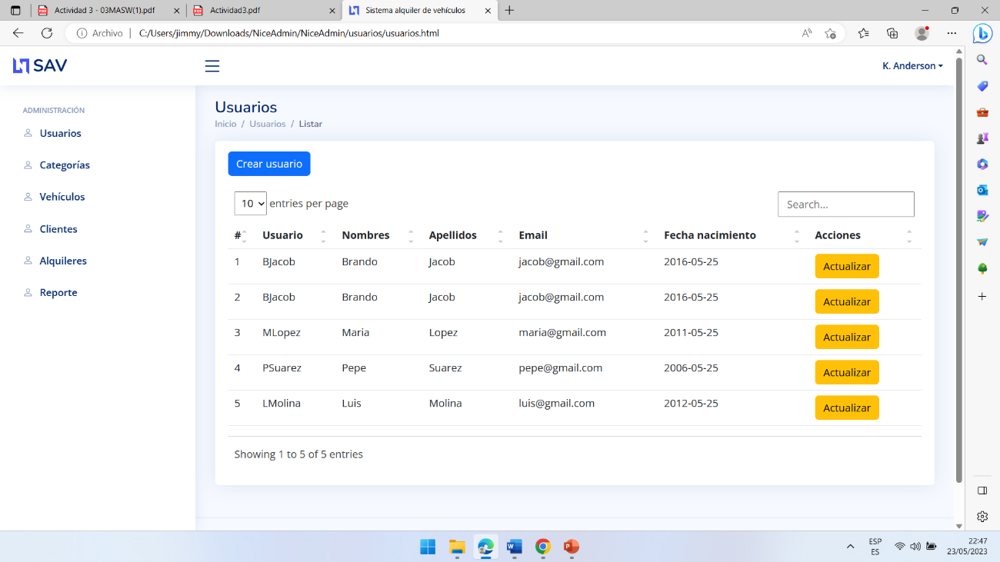 Actividad 3 - 03MASW(1).pdf
Actividad3.pdf
Sistema alquiler de vehículos
Archivo
C:/Users/jimmy/Downloads/NiceAdmin/NiceAdmin/usuarios/usuarios.html
SAV
K. Anderson
ADMINISTRACIÓN
Usuarios
Categorías
Vehículos
Clientes
Alquileres
Reporte
Usuarios
Inicio / Usuarios / Listar
Crear usuario
10 entries per page
Search...
# Usuario Nombres Apellidos Email Fecha nacimiento Acciones
1 BJacob Brando Jacob jacob@gmail.com 2016-05-25 Actualizar
2 BJacob Brando Jacob jacob@gmail.com 2016-05-25 Actualizar
3 MLopez Maria Lopez maria@gmail.com 2011-05-25 Actualizar
4 PSuarez Pepe Suarez pepe@gmail.com 2006-05-25 Actualizar
5 LMolina Luis Molina luis@gmail.com 2012-05-25 Actualizar
Showing 1 to 5 of 5 entries
ESP
ES
22:47
23/05/2023